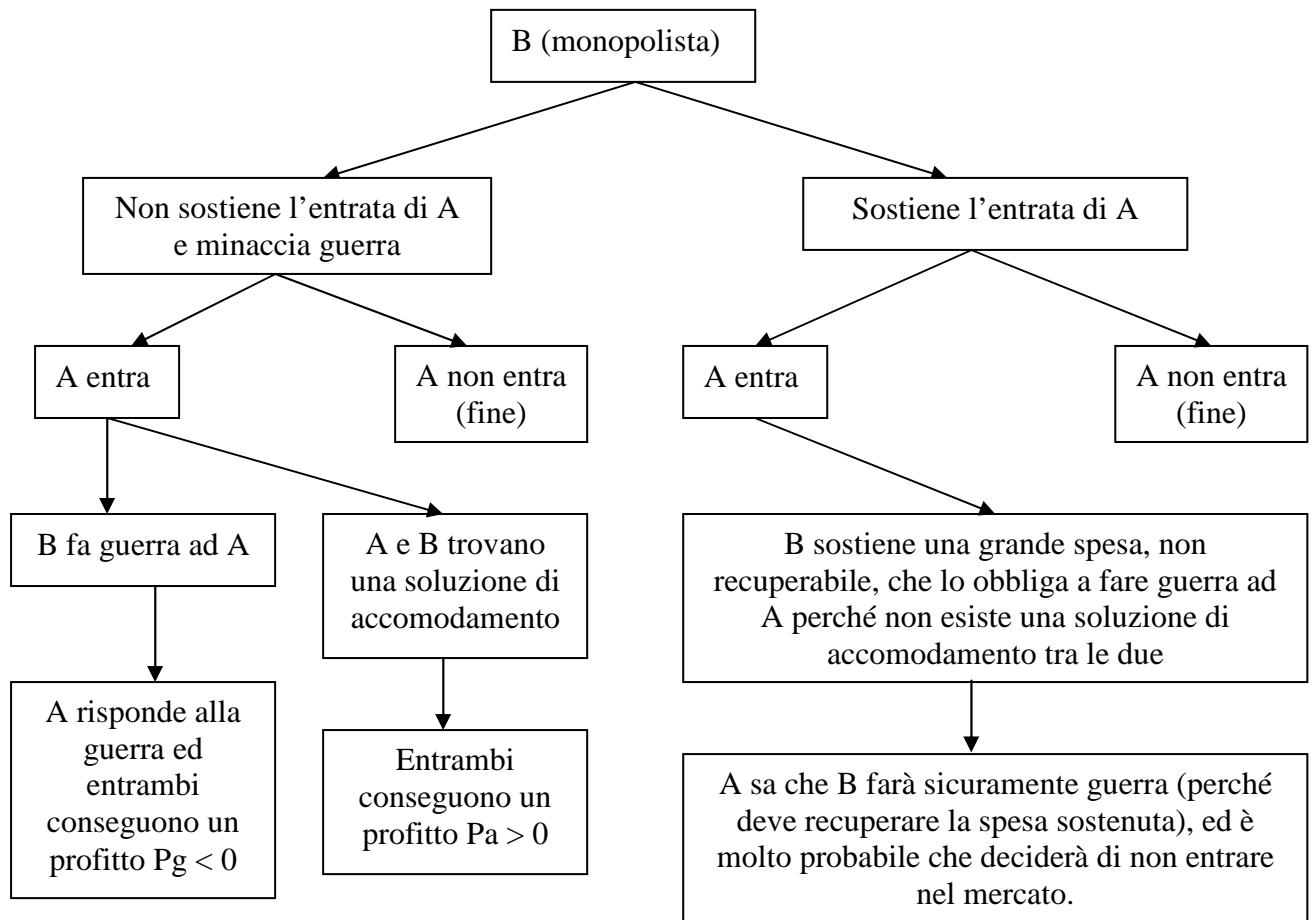 B (monopolista)
Non sostiene l’entrata di A
e minaccia guerra
Sostiene l’entrata di A
A entra
A non entra
(fine)
A entra
A non entra
(fine)
B fa guerra ad A
A e B trovano
una soluzione di
accomodamento
B sostiene una grande spesa, non
recuperabile, che lo obbliga a fare guerra ad
A perché non esiste una soluzione di
accomodamento tra le due
A risponde alla
guerra ed
entrambi
conseguono un
profitto Pg < 0
Entrambi
conseguono un
profitto Pa > 0
A sa che B farà sicuramente guerra (perché
deve recuperare la spesa sostenuta), ed è
molto probabile che deciderà di non entrare
nel mercato.